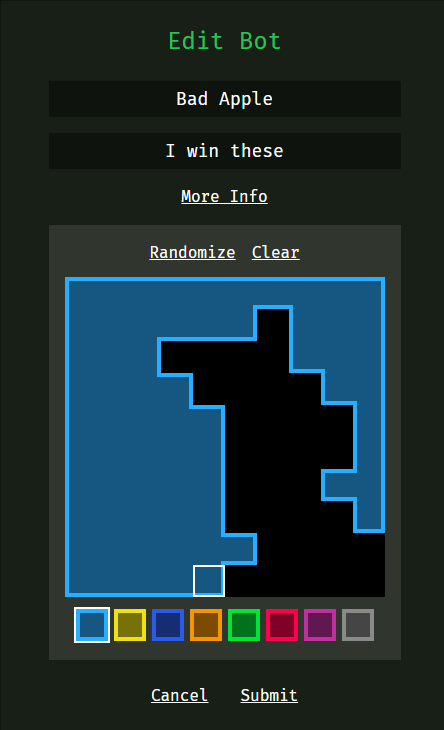 Edit Bot
Bad Apple
I win these
More Info
Randomize Clear
Cancel Submit